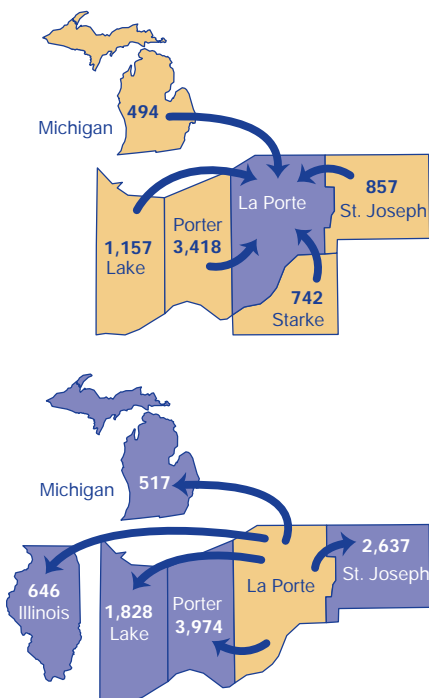 494
Michigan
857
St. Joseph
La Porte
Porter
3,418
1,157
Lake
742
Starke
517
Michigan
2,637
St. Joseph
646
Illinois
La Porte
Porter
3,974
1,828
Lake